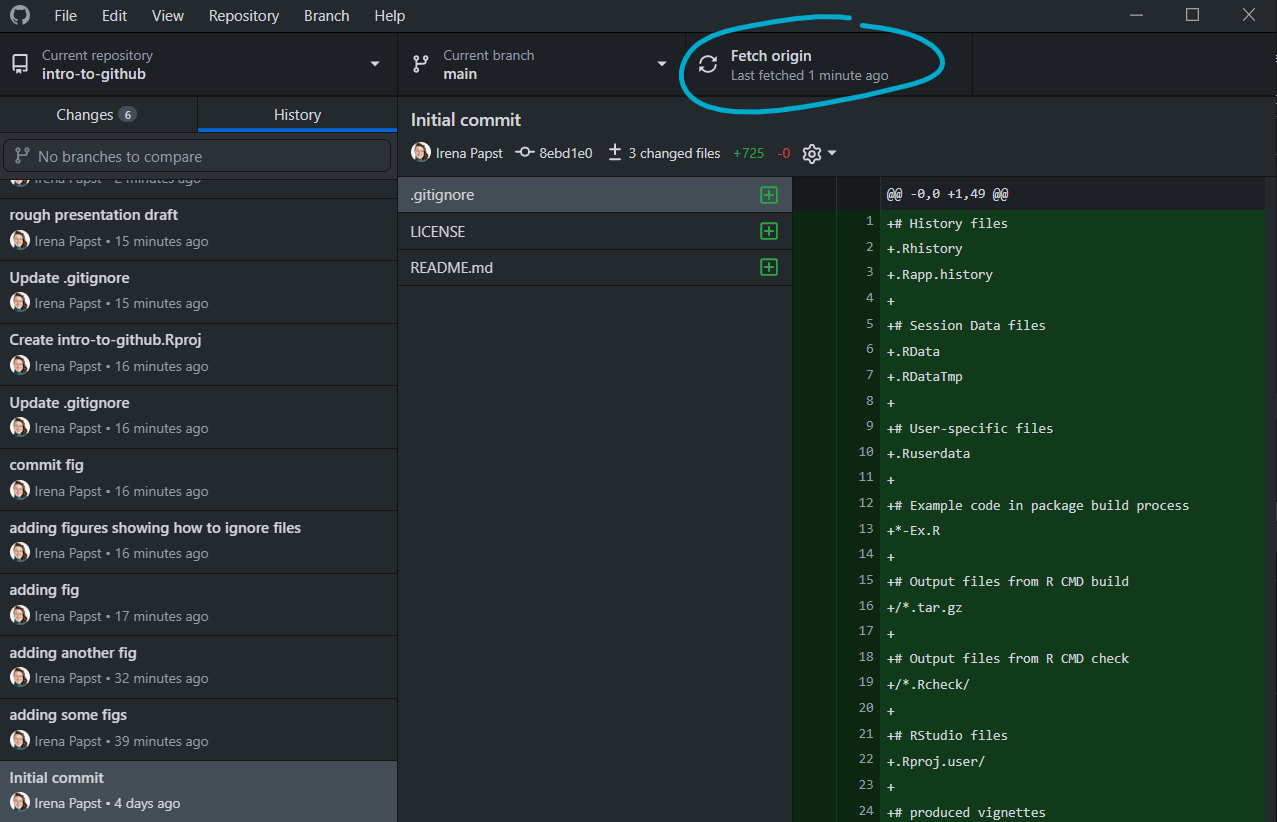 File Edit View Repository Branch Help
Current repository
intro-to-github
Current branch
main
Fetch origin
Last fetched 1 minute ago
Changes 6
History
No branches to compare
Irena Papst • 2 minutes ago
rough presentation draft
Irena Papst • 15 minutes ago
Update .gitignore
Irena Papst • 15 minutes ago
Create intro-to-github.Rproj
Irena Papst • 16 minutes ago
Update .gitignore
Irena Papst • 16 minutes ago
commit fig
Irena Papst • 16 minutes ago
adding figures showing how to ignore files
Irena Papst • 16 minutes ago
adding fig
Irena Papst • 17 minutes ago
adding another fig
Irena Papst • 32 minutes ago
adding some figs
Irena Papst • 39 minutes ago
Initial commit
Irena Papst • 4 days ago
Initial commit
Irena Papst 8ebd1e0 3 changed files +725 -0
.gitignore
LICENSE
README.md
@@ -0,0 +1,49 @@
1 +# History files
2 +.Rhistory
3 +.Rapp.history
4 +
5 +# Session Data files
6 +.RData
7 +.RDataTmp
8 +
9 +# User-specific files
10 +.Ruserdata
11 +
12 +# Example code in package build process
13 +*-Ex.R
14 +
15 +# Output files from R CMD build
16 +/*.tar.gz
17 +
18 +# Output files from R CMD check
19 +/*.Rcheck/
20 +
21 +# RStudio files
22 +.Rproj.user/
23 +
24 +# produced vignettes